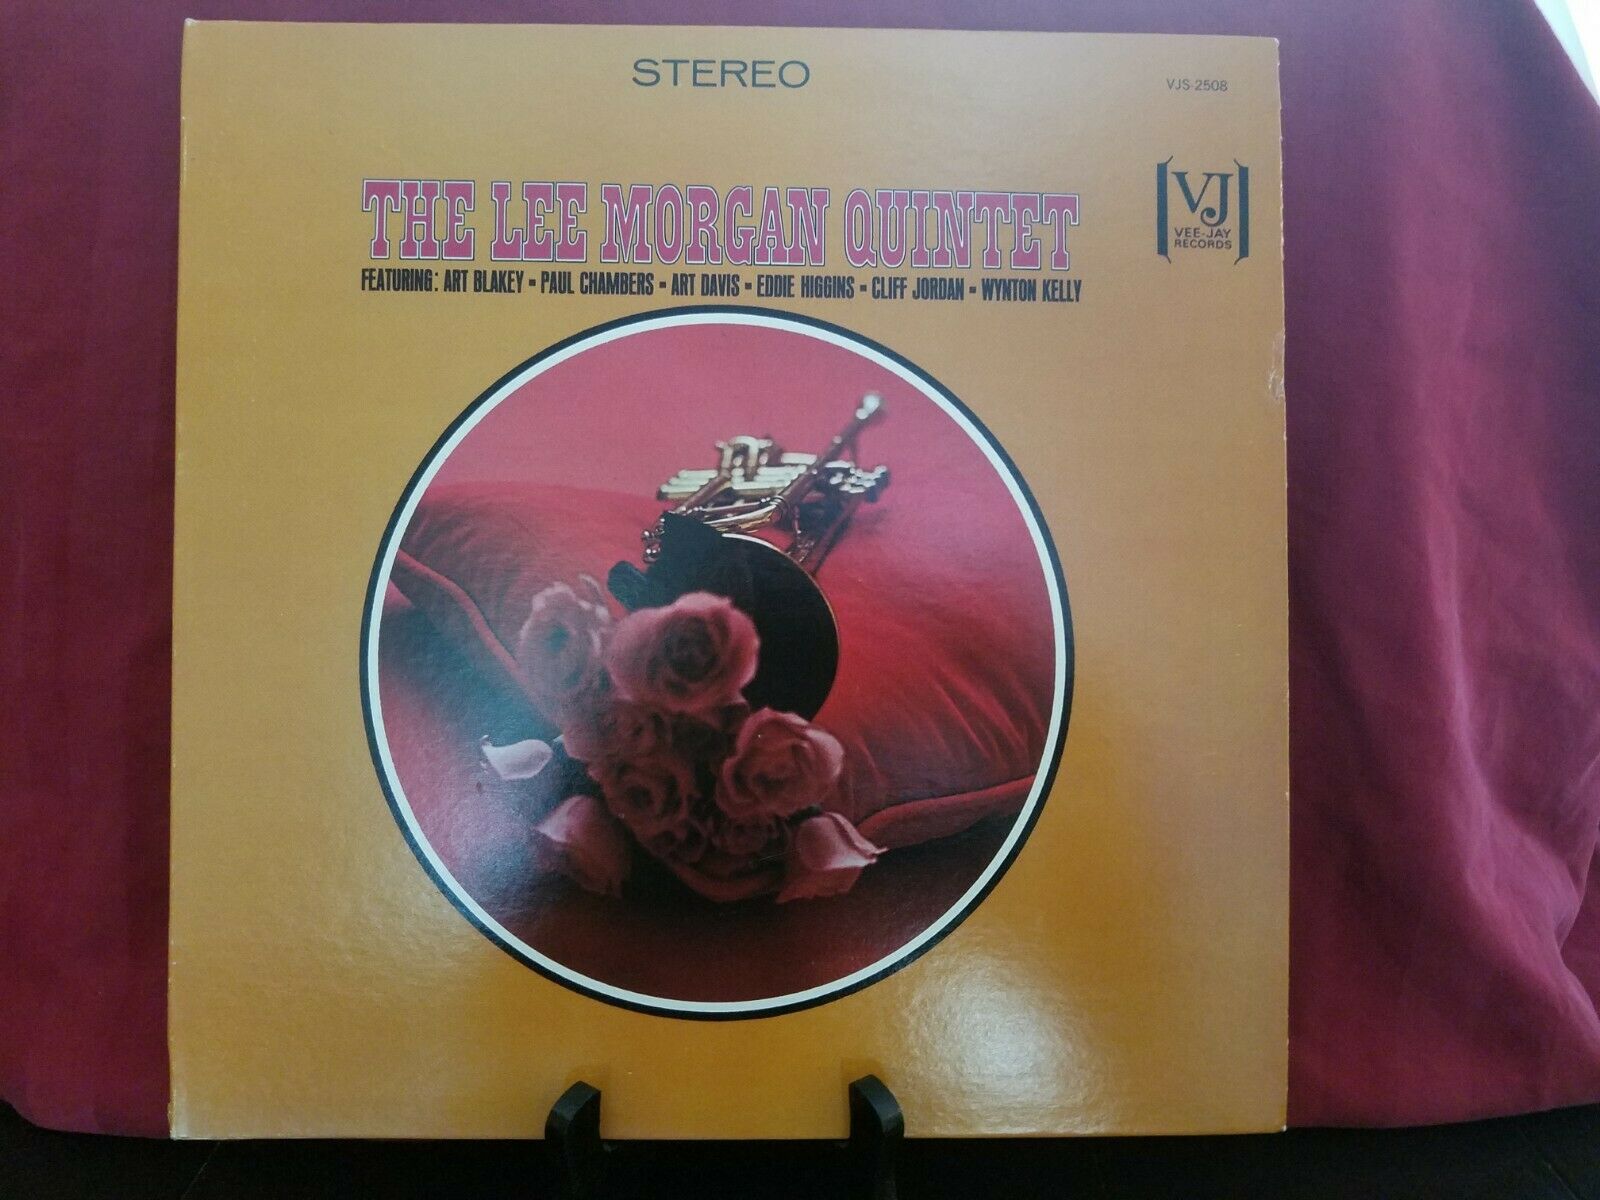 STEREO
VJS-2508
VJ
VEE-JAY
RECORDS
THE LEE MORGAN QUINTET
FEATURING: ART BLAKEY - PAUL CHAMBERS - ART DAVIS - EDDIE HIGGINS - CLIFF JORDAN - WYNTON KELLY